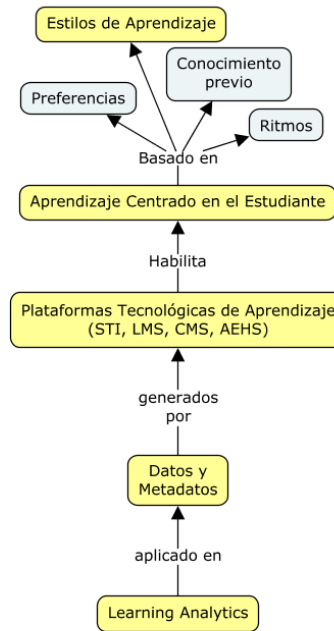 Estilos de Aprendizaje
Conocimiento
previo
Preferencias
Ritmos
Basado en
Aprendizaje Centrado en el Estudiante
Habilita
Plataformas Tecnológicas de Aprendizaje
(STI, LMS, CMS, AEHS)
generados
por
Datos y
Metadatos
aplicado en
Learning Analytics